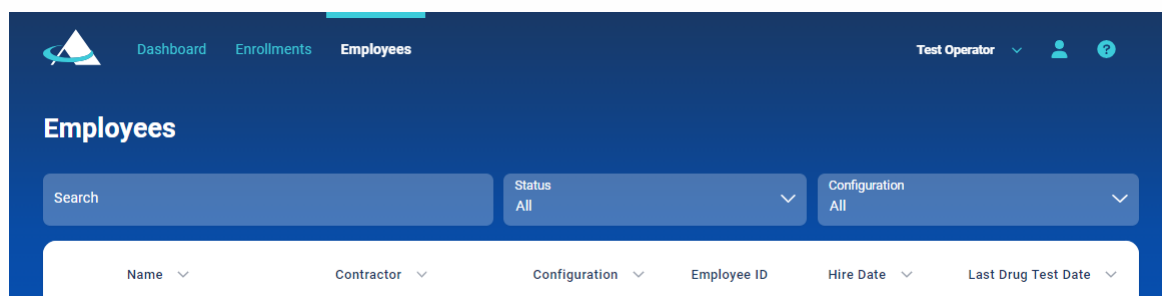 Dashboard Enrollments Employees Test Operator ?
Employees
Search
Status
All
Configuration
All
Name Contractor Configuration Employee ID Hire Date Last Drug Test Date